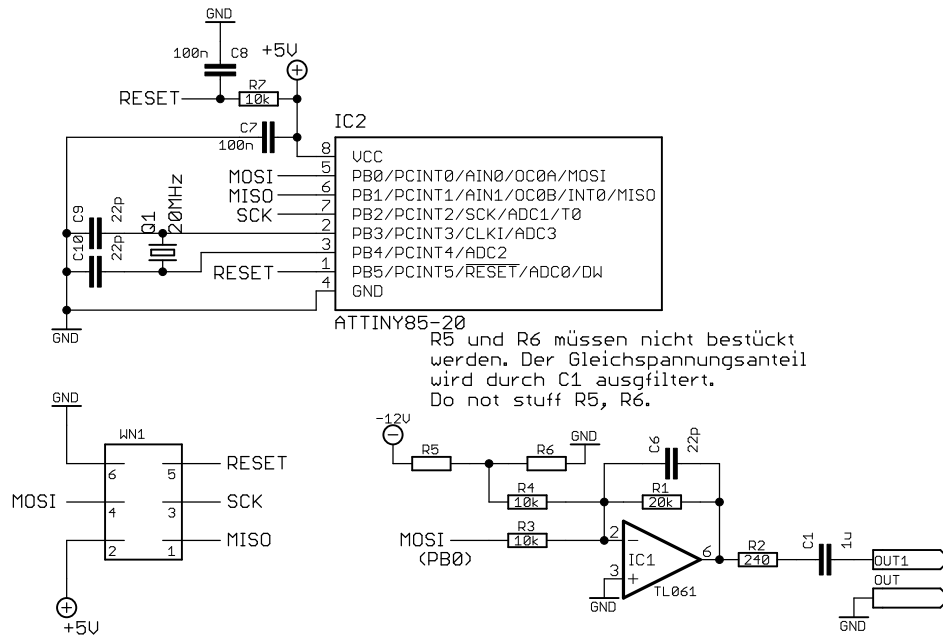 GND
100n C8
+5V
R7
RESET 10k
C7
100n
IC2
8 VCC
MOSI 5 PB0/PCINT0/AIN0/OC0A/MOSI
MISO 6 PB1/PCINT1/AIN1/OC0B/INT0/MISO
SCK 7 PB2/PCINT2/SCK/ADC1/T0
C9 22p Q1 20MHz 2 PB3/PCINT3/CLKI/ADC3
C10 22p 3 PB4/PCINT4/ADC2
RESET 1 PB5/PCINT5/RESET/ADC0/DW
4 GND
GND
ATTINY85-20
R5 und R6 müssen nicht bestückt
werden. Der Gleichspannungsanteil
wird durch C1 ausgfiltert.
Do not stuff R5, R6.
GND
WN1
6 5 RESET
MOSI 4 3 SCK
2 1 MISO
+5V
-12V
R5 R6 GND
C6 22p
R4 R1
10k 20k
MOSI R3
(PB0) 10k
2 - IC1 6
3 +
GND
TL061
R2
240
C1 1u
OUT1
OUT
GND